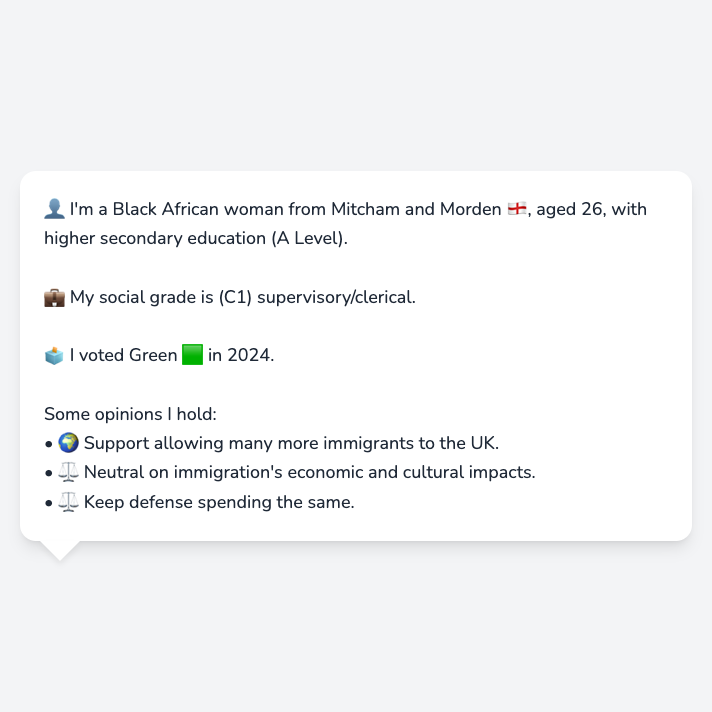 👤 I'm a Black African woman from Mitcham and Morden 🏴󠁧󠁢󠁥󠁮󠁧󠁿, aged 26, with
higher secondary education (A Level).
💼 My social grade is (C1) supervisory/clerical.
🗳️ I voted Green 🟩 in 2024.
Some opinions I hold:
• 🌍 Support allowing many more immigrants to the UK.
• ⚖️ Neutral on immigration's economic and cultural impacts.
• ⚖️ Keep defense spending the same.